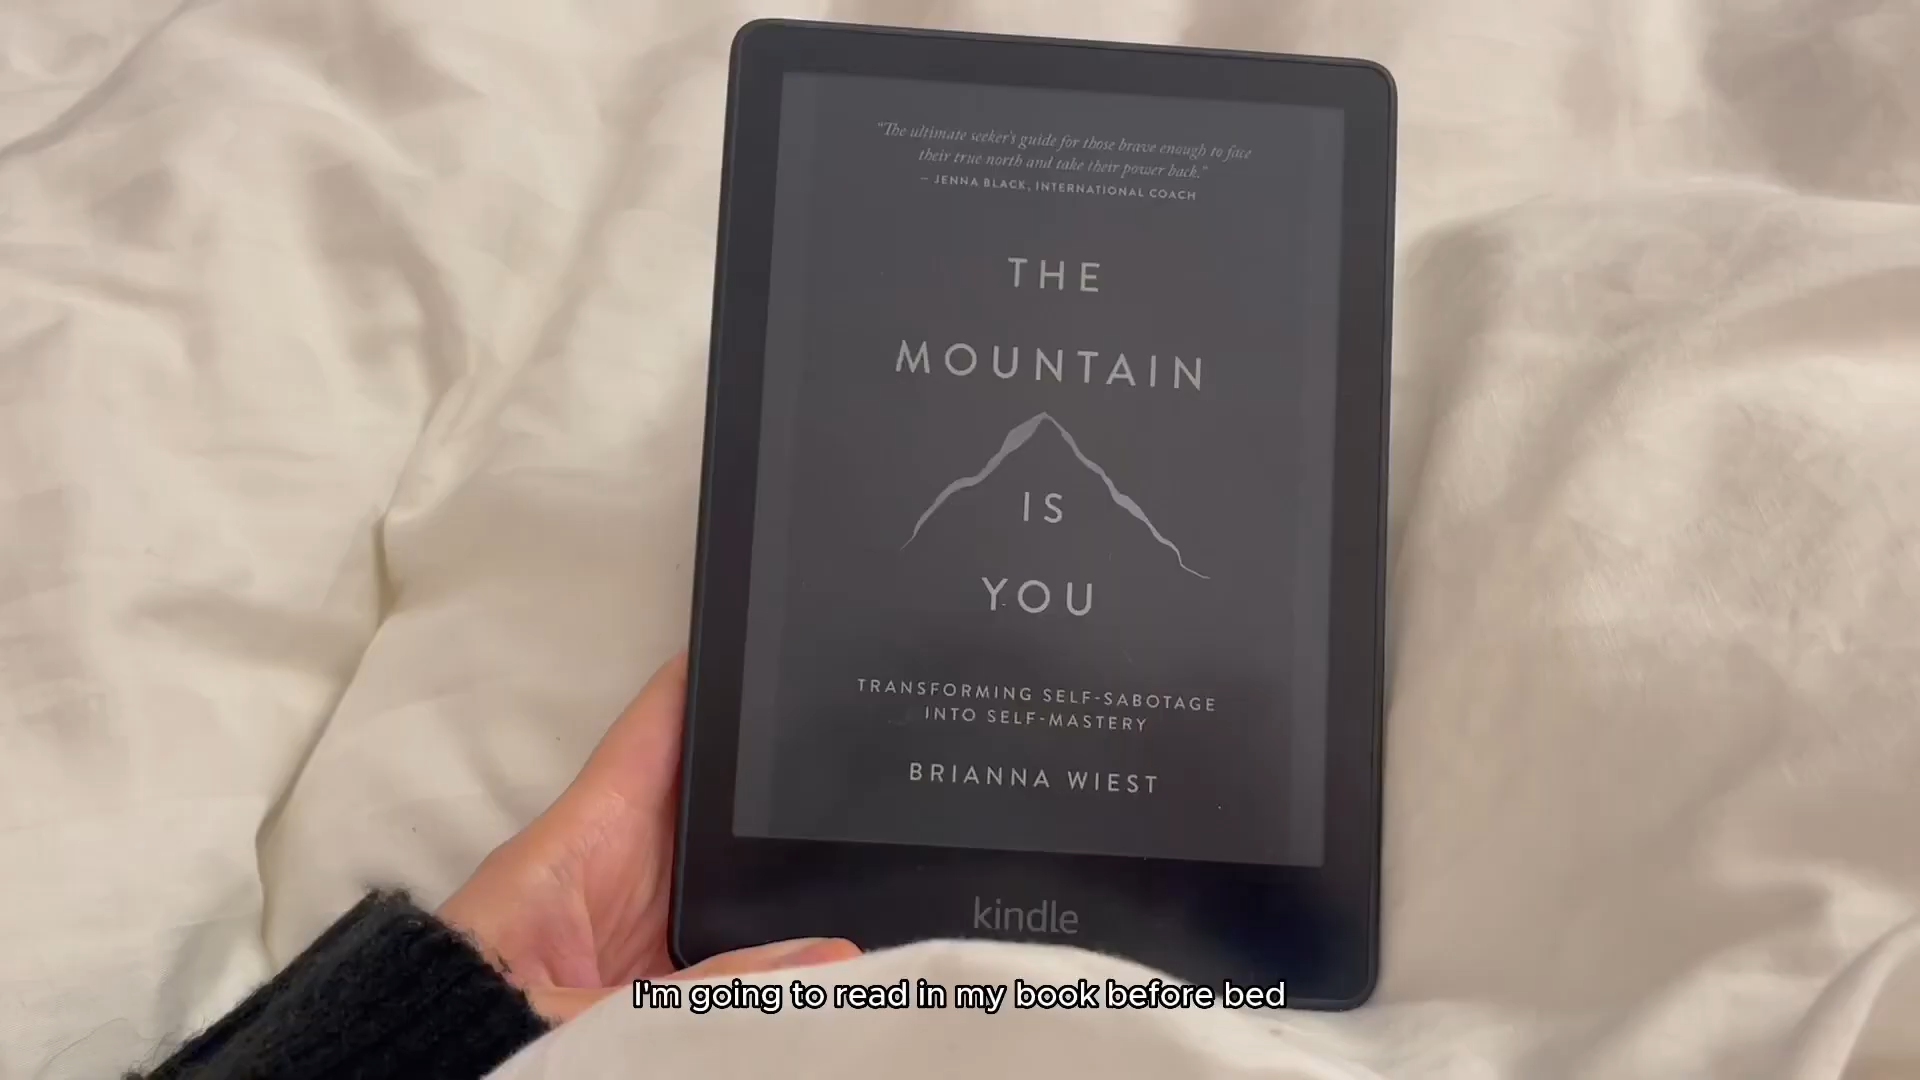 “The ultimate seeker's guide for those brave enough to face
their true north and take their power back.”
– JENNA BLACK, INTERNATIONAL COACH
THE
MOUNTAIN
IS
YOU
TRANSFORMING SELF-SABOTAGE
INTO SELF-MASTERY
BRIANNA WIEST
kindle
I'm going to read in my book before bed